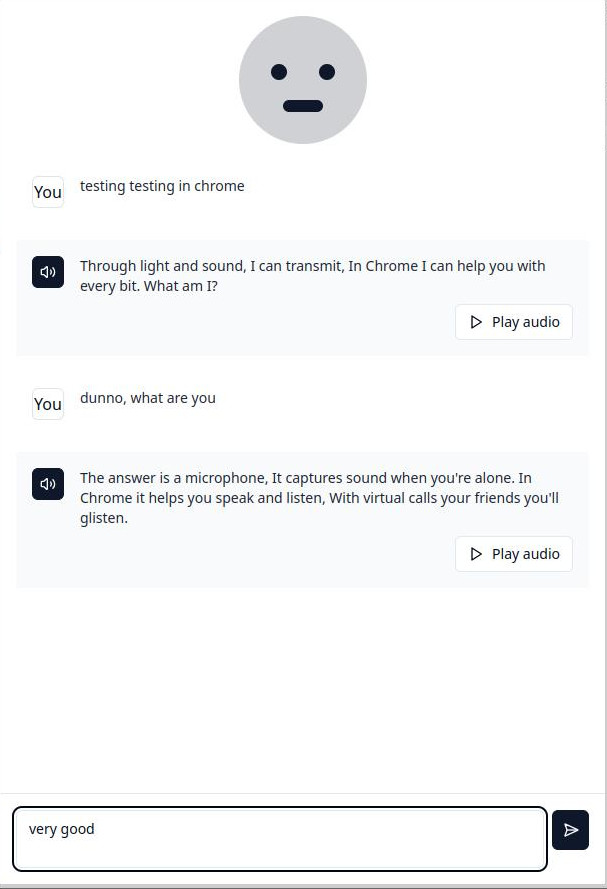 You
testing testing in chrome
Through light and sound, I can transmit, In Chrome I can help you with
every bit. What am I?
Play audio
You
dunno, what are you
The answer is a microphone, It captures sound when you're alone. In
Chrome it helps you speak and listen, With virtual calls your friends you'll
glisten.
Play audio
very good